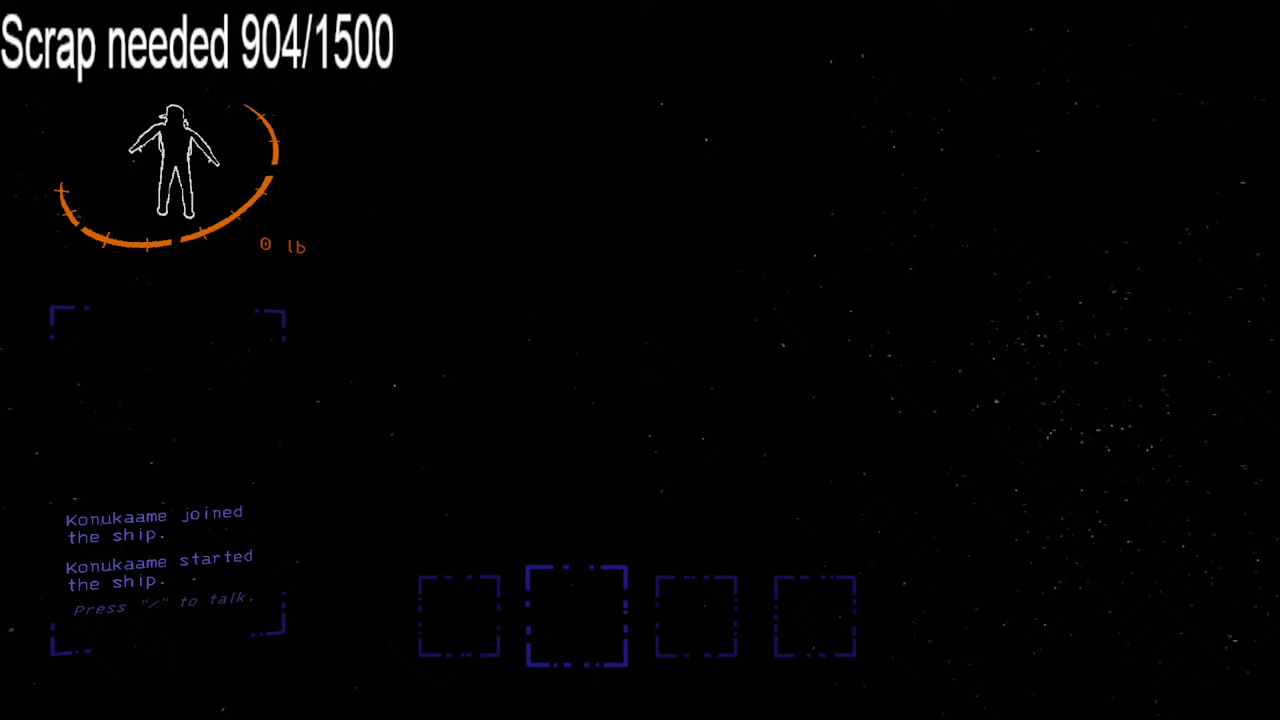 Scrap needed 904/1500
0 lb
Konukaame joined
the ship.
Konukaame started
the ship.
Press "/" to talk.